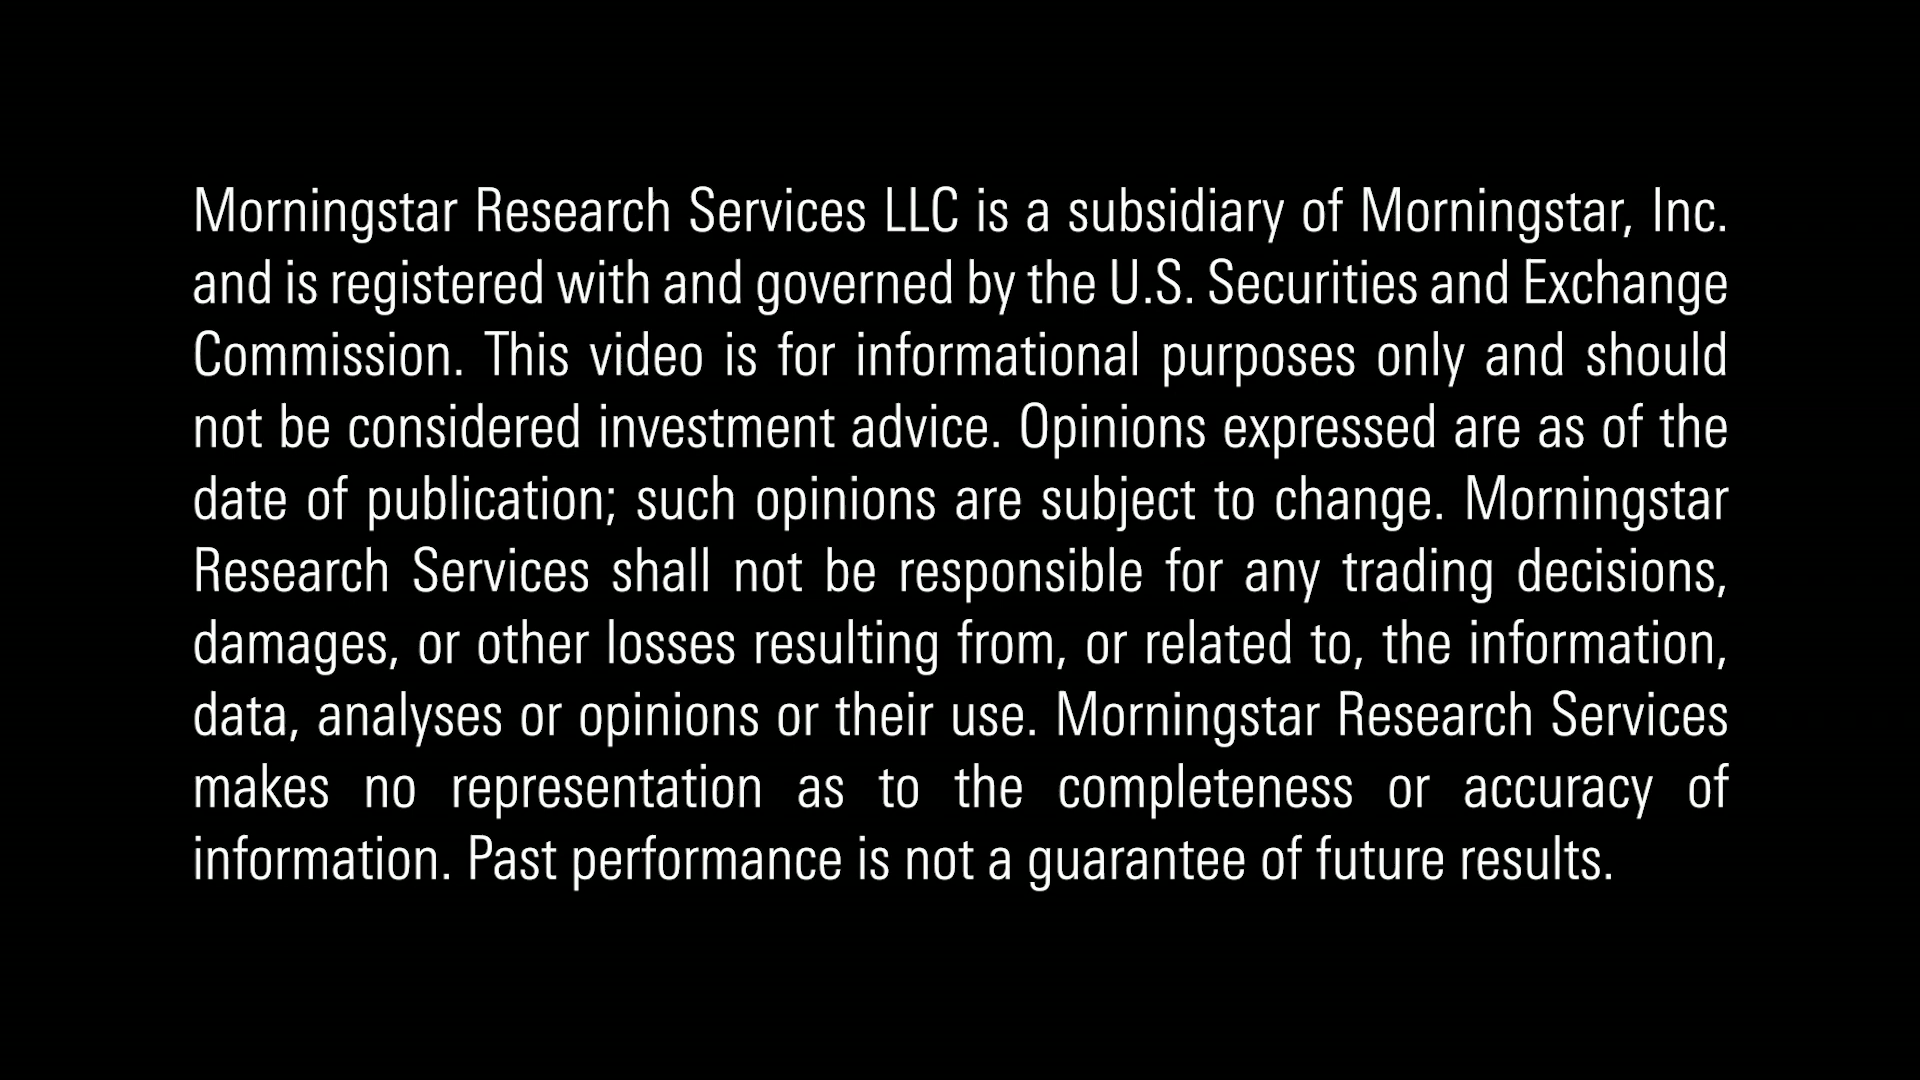 Morningstar Research Services LLC is a subsidiary of Morningstar, Inc.
and is registered with and governed by the U.S. Securities and Exchange
Commission. This video is for informational purposes only and should
not be considered investment advice. Opinions expressed are as of the
date of publication; such opinions are subject to change. Morningstar
Research Services shall not be responsible for any trading decisions,
damages, or other losses resulting from, or related to, the information,
data, analyses or opinions or their use. Morningstar Research Services
makes no representation as to the completeness or accuracy of
information. Past performance is not a guarantee of future results.